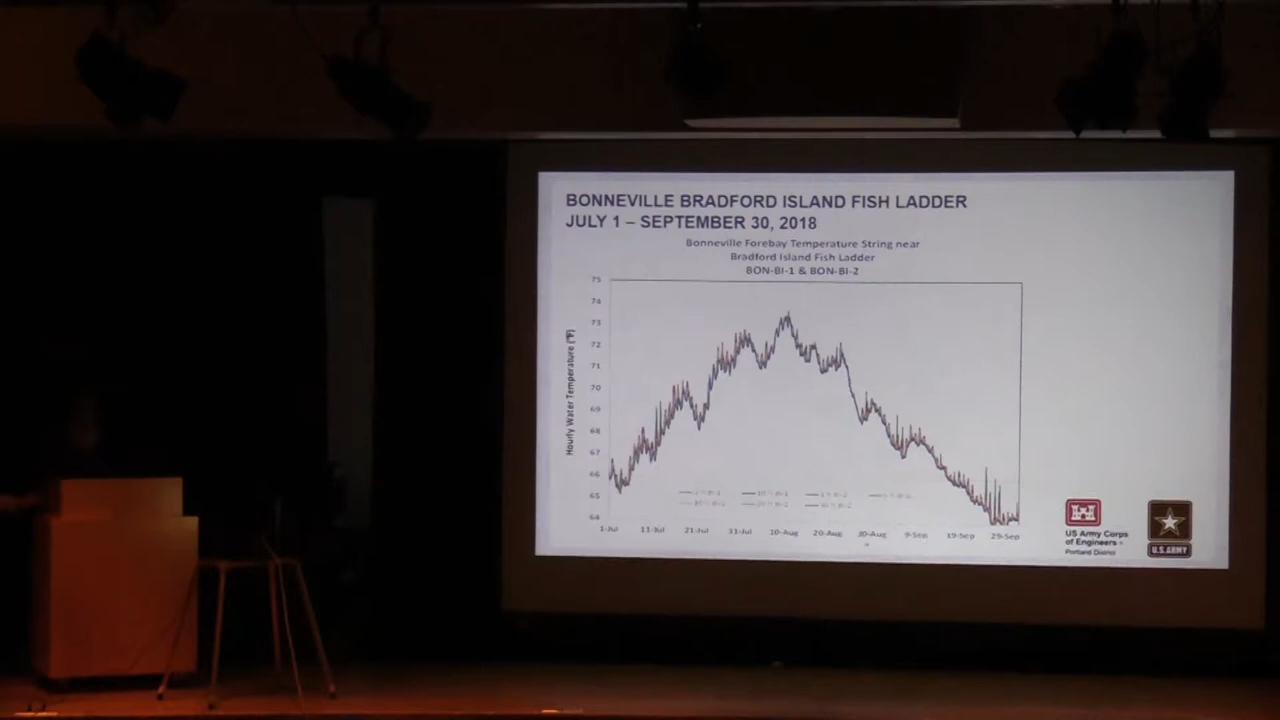 BONNEVILLE BRADFORD ISLAND FISH LADDER
JULY 1 – SEPTEMBER 30, 2018
Bonneville Forebay Temperature String near
Bradford Island Fish Ladder
BON-BI-1 & BON-BI-2
Hourly Water Temperature (°F)
75
74
73
72
71
70
69
68
67
66
65
64
1-Jul 11-Jul 21-Jul 31-Jul 10-Aug 20-Aug 30-Aug 9-Sep 19-Sep 29-Sep
US Army Corps
of Engineers
Portland District
U.S. ARMY